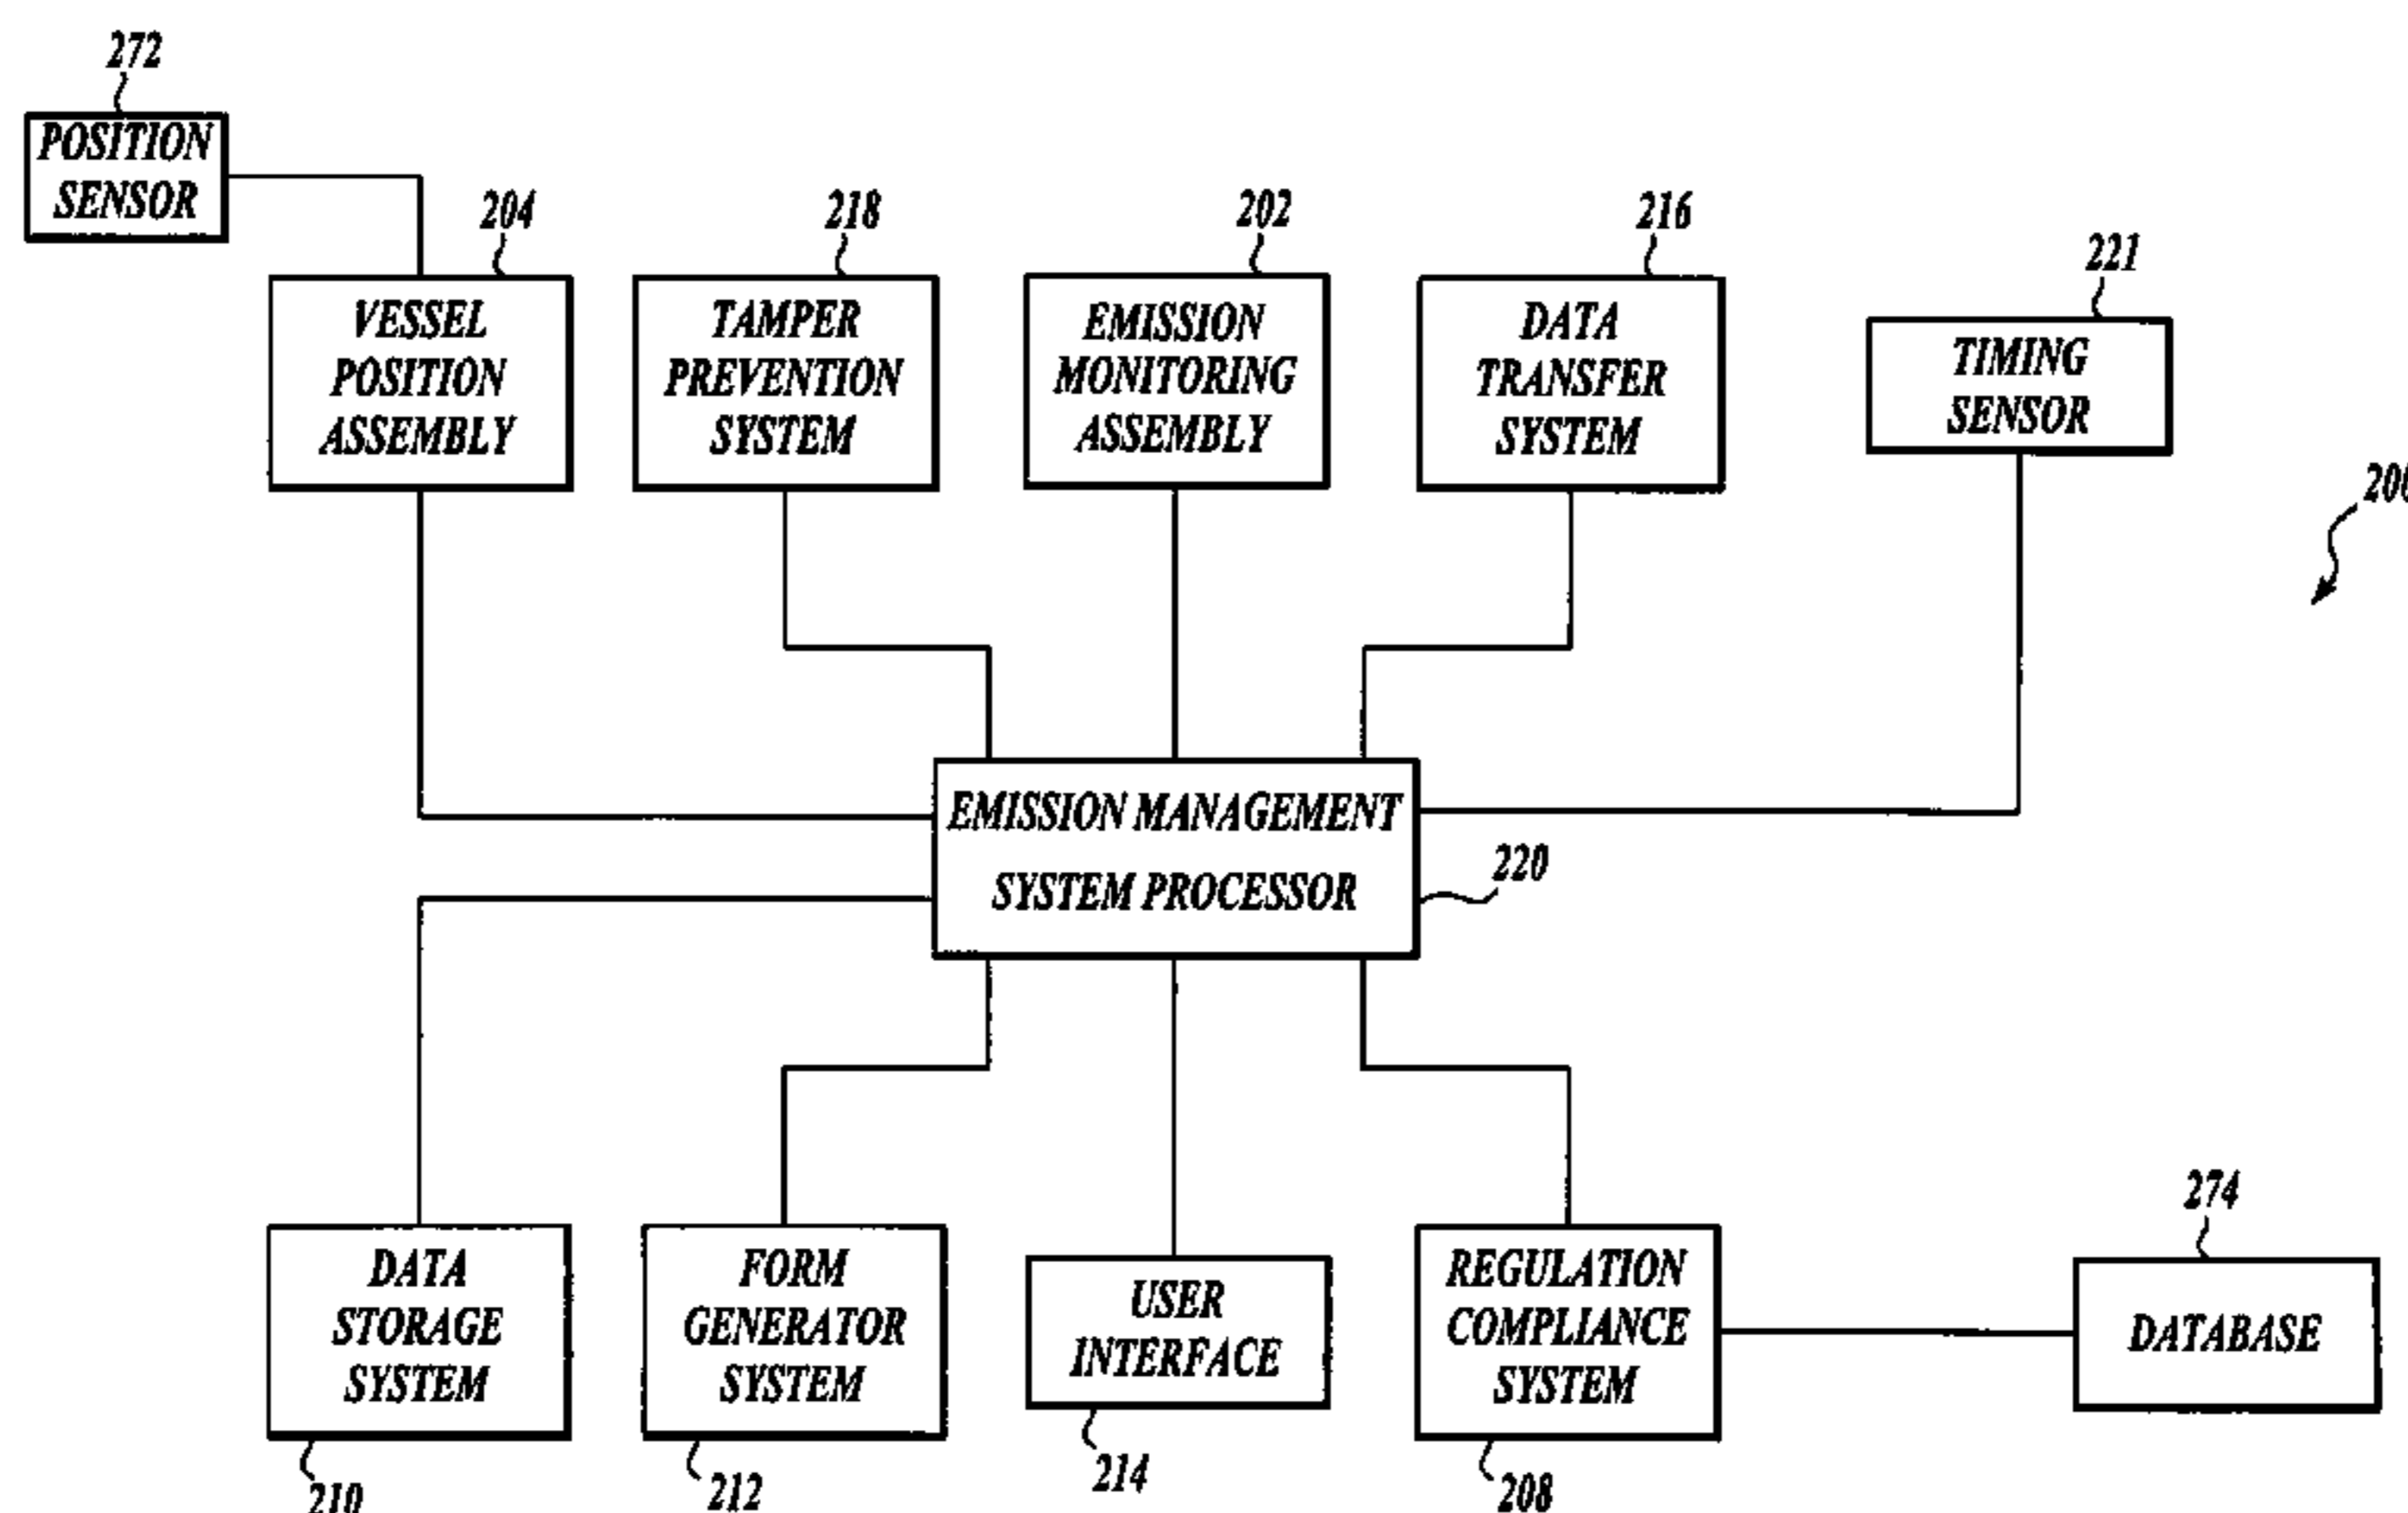 272
POSITION
SENSOR
204
VESSEL
POSITION
ASSEMBLY
218
TAMPER
PREVENTION
SYSTEM
202
EMISSION
MONITORING
ASSEMBLY
216
DATA
TRANSFER
SYSTEM
221
TIMING
SENSOR
EMISSION MANAGEMENT
SYSTEM PROCESSOR
220
DATA
STORAGE
SYSTEM
210
FORM
GENERATOR
SYSTEM
212
USER
INTERFACE
214
REGULATION
COMPLIANCE
SYSTEM
208
274
DATABASE